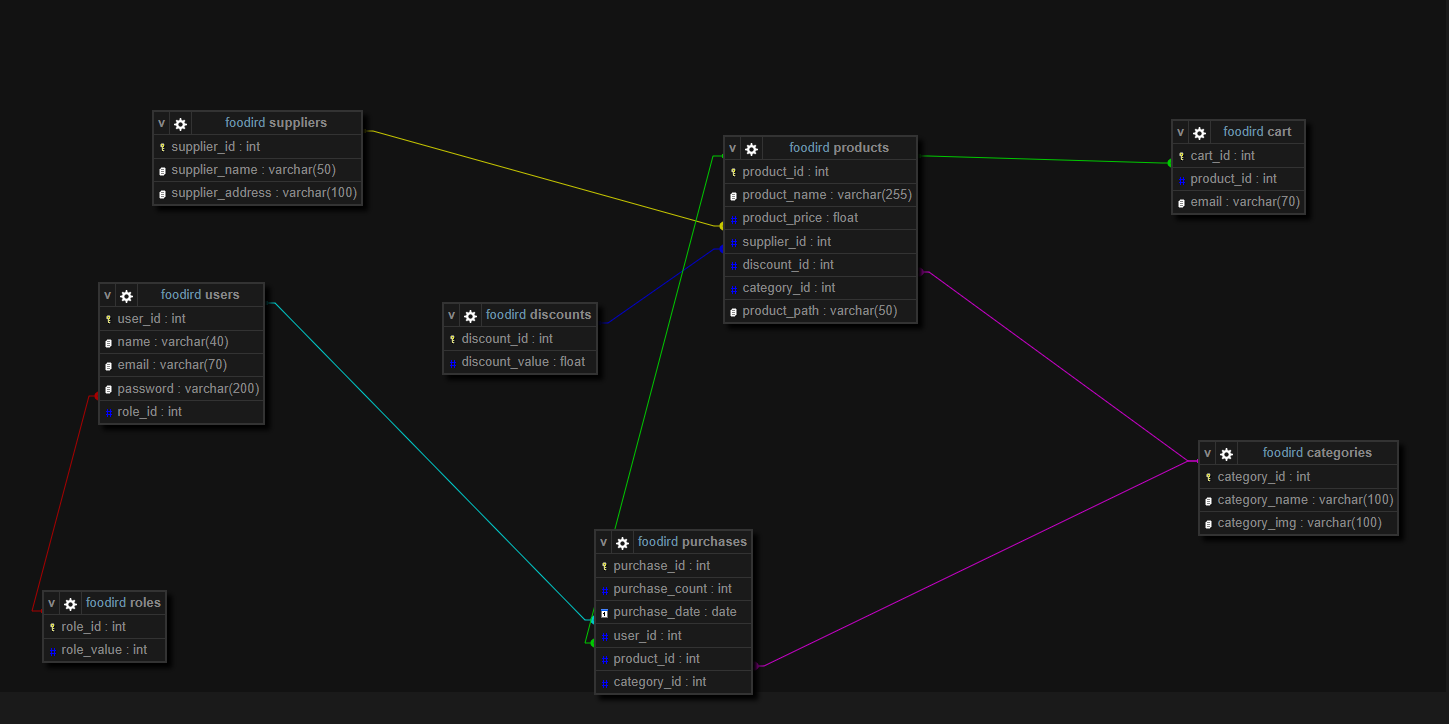 v foodird suppliers
supplier_id : int
supplier_name : varchar(50)
supplier_address : varchar(100)
v foodird products
product_id : int
product_name : varchar(255)
product_price : float
supplier_id : int
discount_id : int
category_id : int
product_path : varchar(50)
v foodird cart
cart_id : int
product_id : int
email : varchar(70)
v foodird users
user_id : int
name : varchar(40)
email : varchar(70)
password : varchar(200)
role_id : int
v foodird discounts
discount_id : int
discount_value : float
v foodird categories
category_id : int
category_name : varchar(100)
category_img : varchar(100)
v foodird purchases
purchase_id : int
purchase_count : int
purchase_date : date
user_id : int
product_id : int
category_id : int
v foodird roles
role_id : int
role_value : int